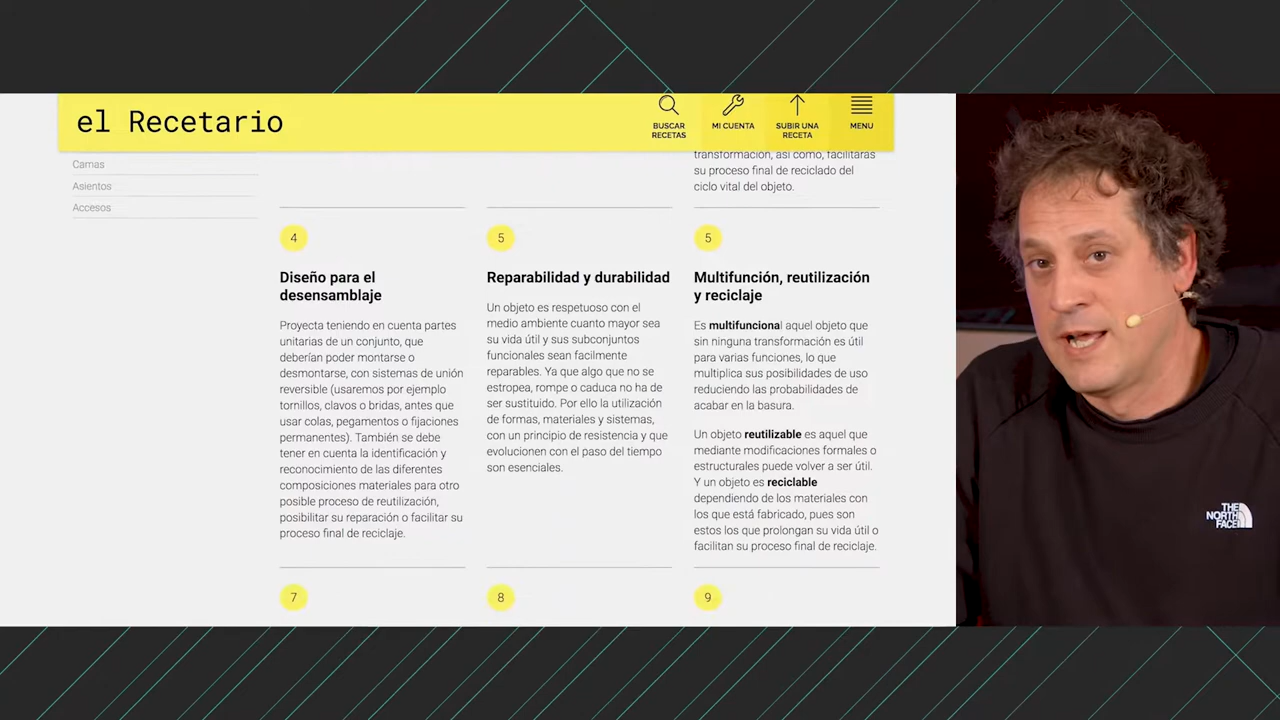 el Recetario
BUSCAR
RECETAS
MI CUENTA
SUBIR UNA
RECETA
MENU
Camas
Asientos
Accesos
transformación, así como, facilitarás
su proceso final de reciclado del
ciclo vital del objeto.
4
Diseño para el
desensamblaje
Proyecta teniendo en cuenta partes
unitarias de un conjunto, que
deberían poder montarse o
desmontarse, con sistemas de unión
reversible (usaremos por ejemplo
tornillos, clavos o bridas, antes que
usar colas, pegamentos o fijaciones
permanentes). También se debe
tener en cuenta la identificación y
reconocimiento de las diferentes
composiciones materiales para otro
posible proceso de reutilización,
posibilitar su reparación o facilitar su
proceso final de reciclaje.
5
Reparabilidad y durabilidad
Un objeto es respetuoso con el
medio ambiente cuanto mayor sea
su vida útil y sus subconjuntos
funcionales sean facilmente
reparables. Ya que algo que no se
estropea, rompe o caduca no ha de
ser sustituido. Por ello la utilización
de formas, materiales y sistemas,
con un principio de resistencia y que
evolucionen con el paso del tiempo
son esenciales.
5
Multifunción, reutilización
y reciclaje
Es multifuncional aquel objeto que
sin ninguna transformación es útil
para varias funciones, lo que
multiplica sus posibilidades de uso
reduciendo las probabilidades de
acabar en la basura.
Un objeto reutilizable es aquel que
mediante modificaciones formales o
estructurales puede volver a ser útil.
Y un objeto es reciclable
dependiendo de los materiales con
los que está fabricado, pues son
estos los que prolongan su vida útil o
facilitan su proceso final de reciclaje.
7
8
9
THE
NORTH
FACE